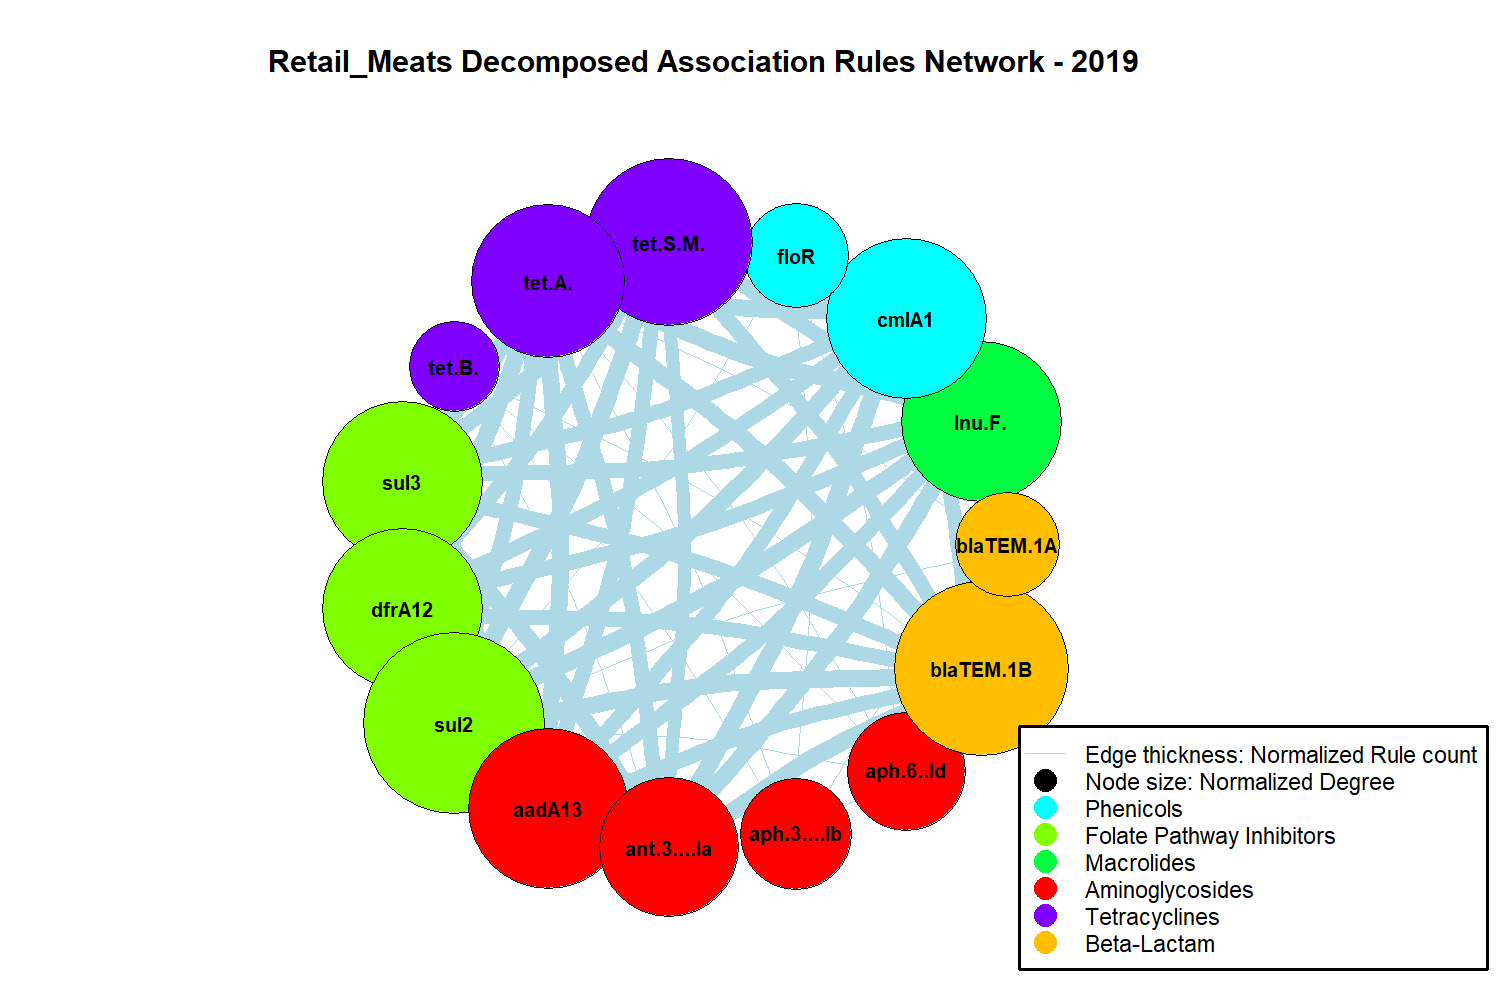 Retail_Meats Decomposed Association Rules Network - 2019
tet.S.M.
floR
tet.A.
cmlA1
tet.B.
lnu.F.
sul3
blaTEM.1A
dfrA12
blaTEM.1B
sul2
aph.6..Id
aadA13
aph.3....Ib
ant.3....Ia
Edge thickness: Normalized Rule count
Node size: Normalized Degree
Phenicols
Folate Pathway Inhibitors
Macrolides
Aminoglycosides
Tetracyclines
Beta-Lactam